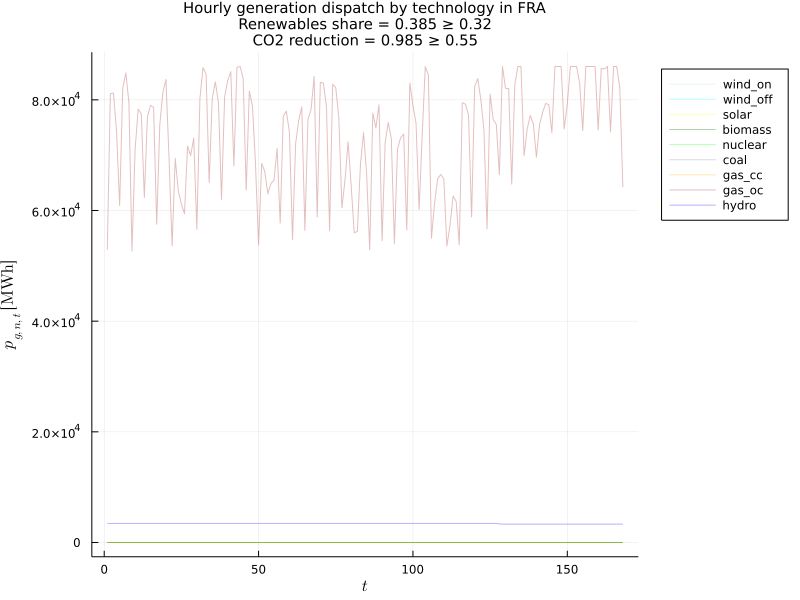 Hourly generation dispatch by technology in FRA
Renewables share = 0.385 ≥ 0.32
CO2 reduction = 0.985 ≥ 0.55
wind_on
wind_off
solar
biomass
nuclear
coal
gas_cc
gas_oc
hydro
p_{g,n,t} [MWh]
8.0×10⁴
6.0×10⁴
4.0×10⁴
2.0×10⁴
0
0 50 100 150
t